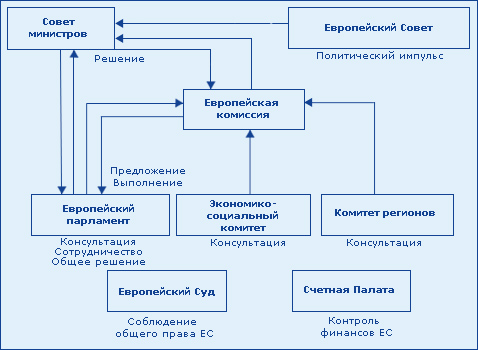 Совет
министров
Европейский Совет
Решение
Политический импульс
Европейская
комиссия
Предложение
Выполнение
Европейский
парламент
Экономико-
социальный
комитет
Комитет регионов
Консультация
Сотрудничество
Общее решение
Консультация
Консультация
Европейский Суд
Счетная Палата
Соблюдение
общего права ЕС
Контроль
финансов ЕС